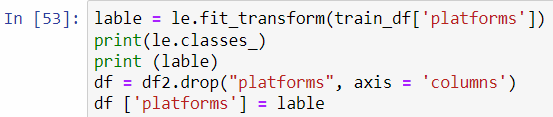 In [53]: lable = le.fit_transform(train_df['platforms'])
print(le.classes_)
print (lable)
df = df2.drop("platforms", axis = 'columns')
df ['platforms'] = lable